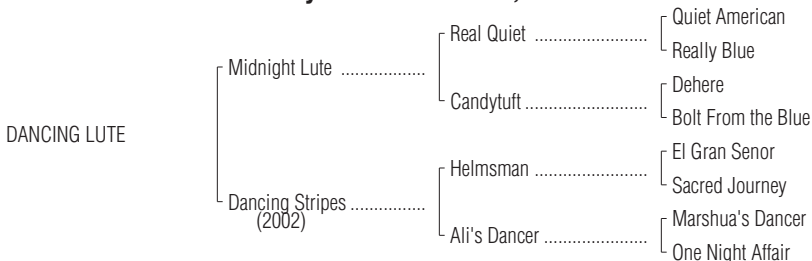 Real Quiet ........................
Quiet American
Really Blue
Midnight Lute ..................
Candytuft ..........................
Dehere
Bolt From the Blue
DANCING LUTE
Helmsman ........................
El Gran Senor
Sacred Journey
Dancing Stripes ................
(2002)
Ali's Dancer ......................
Marshua's Dancer
One Night Affair